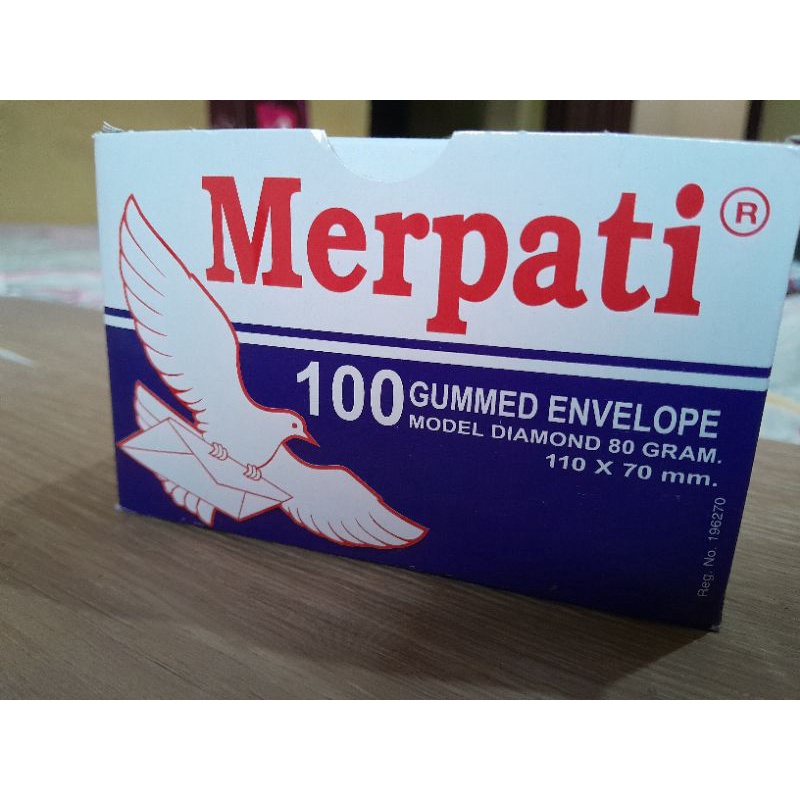 Merpati ®
100 GUMMED ENVELOPE
MODEL DIAMOND 80 GRAM.
110 X 70 mm.
Reg. No. 196270